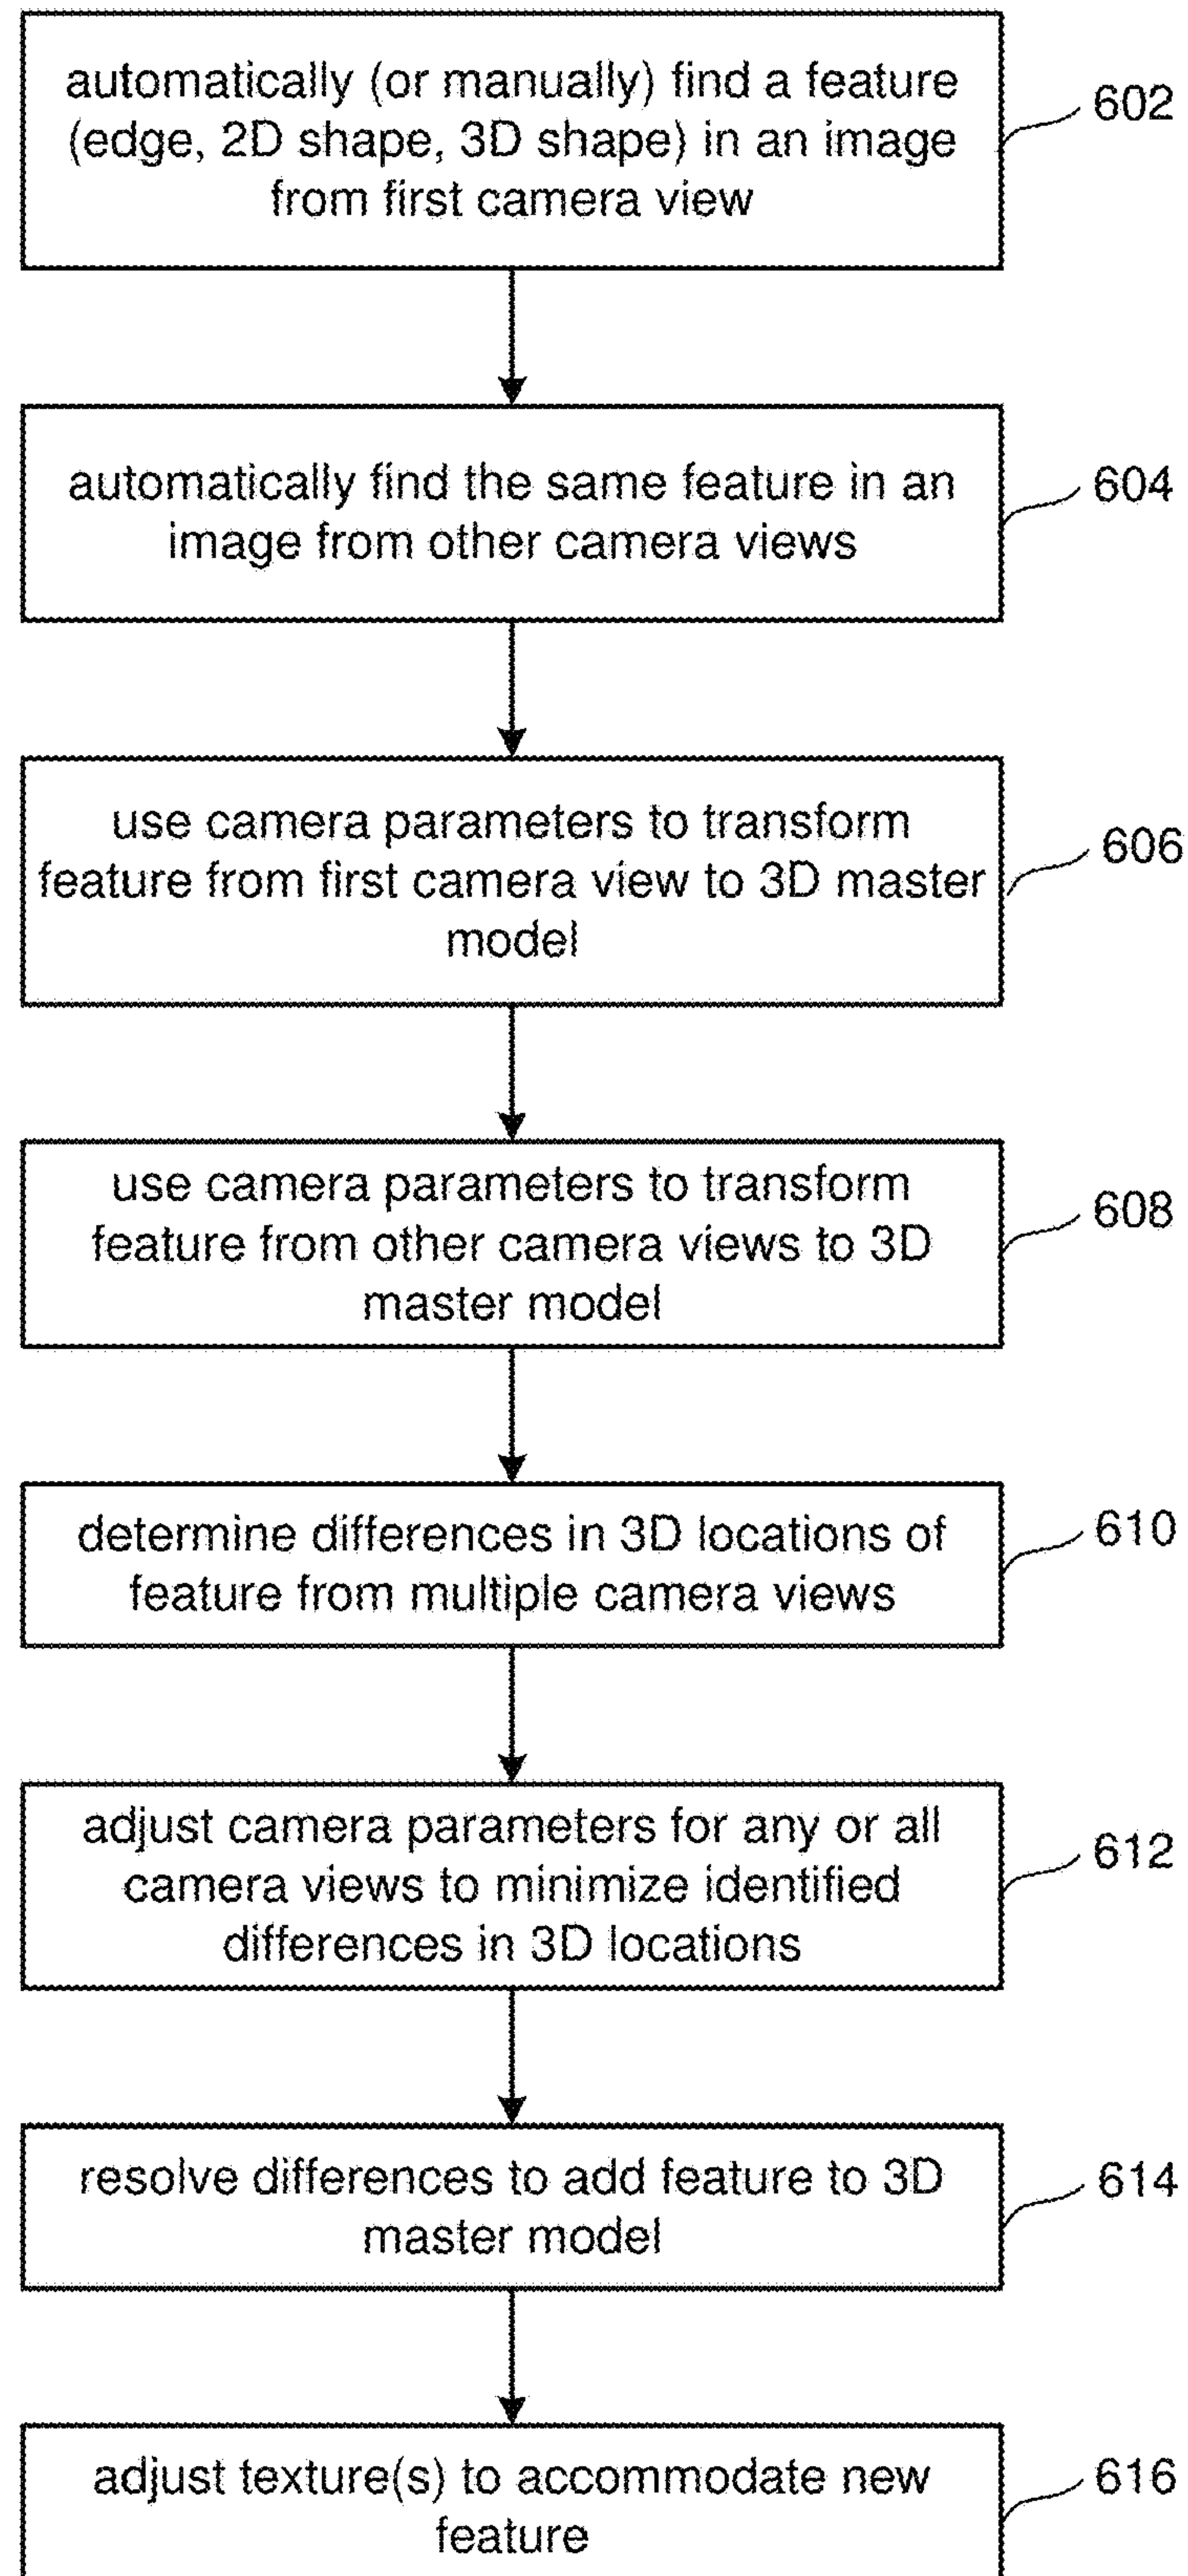 automatically (or manually) find a feature
(edge, 2D shape, 3D shape) in an image
from first camera view
602
automatically find the same feature in an
image from other camera views
604
use camera parameters to transform
feature from first camera view to 3D master
model
606
use camera parameters to transform
feature from other camera views to 3D
master model
608
determine differences in 3D locations of
feature from multiple camera views
610
adjust camera parameters for any or all
camera views to minimize identified
differences in 3D locations
612
resolve differences to add feature to 3D
master model
614
adjust texture(s) to accommodate new
feature
616